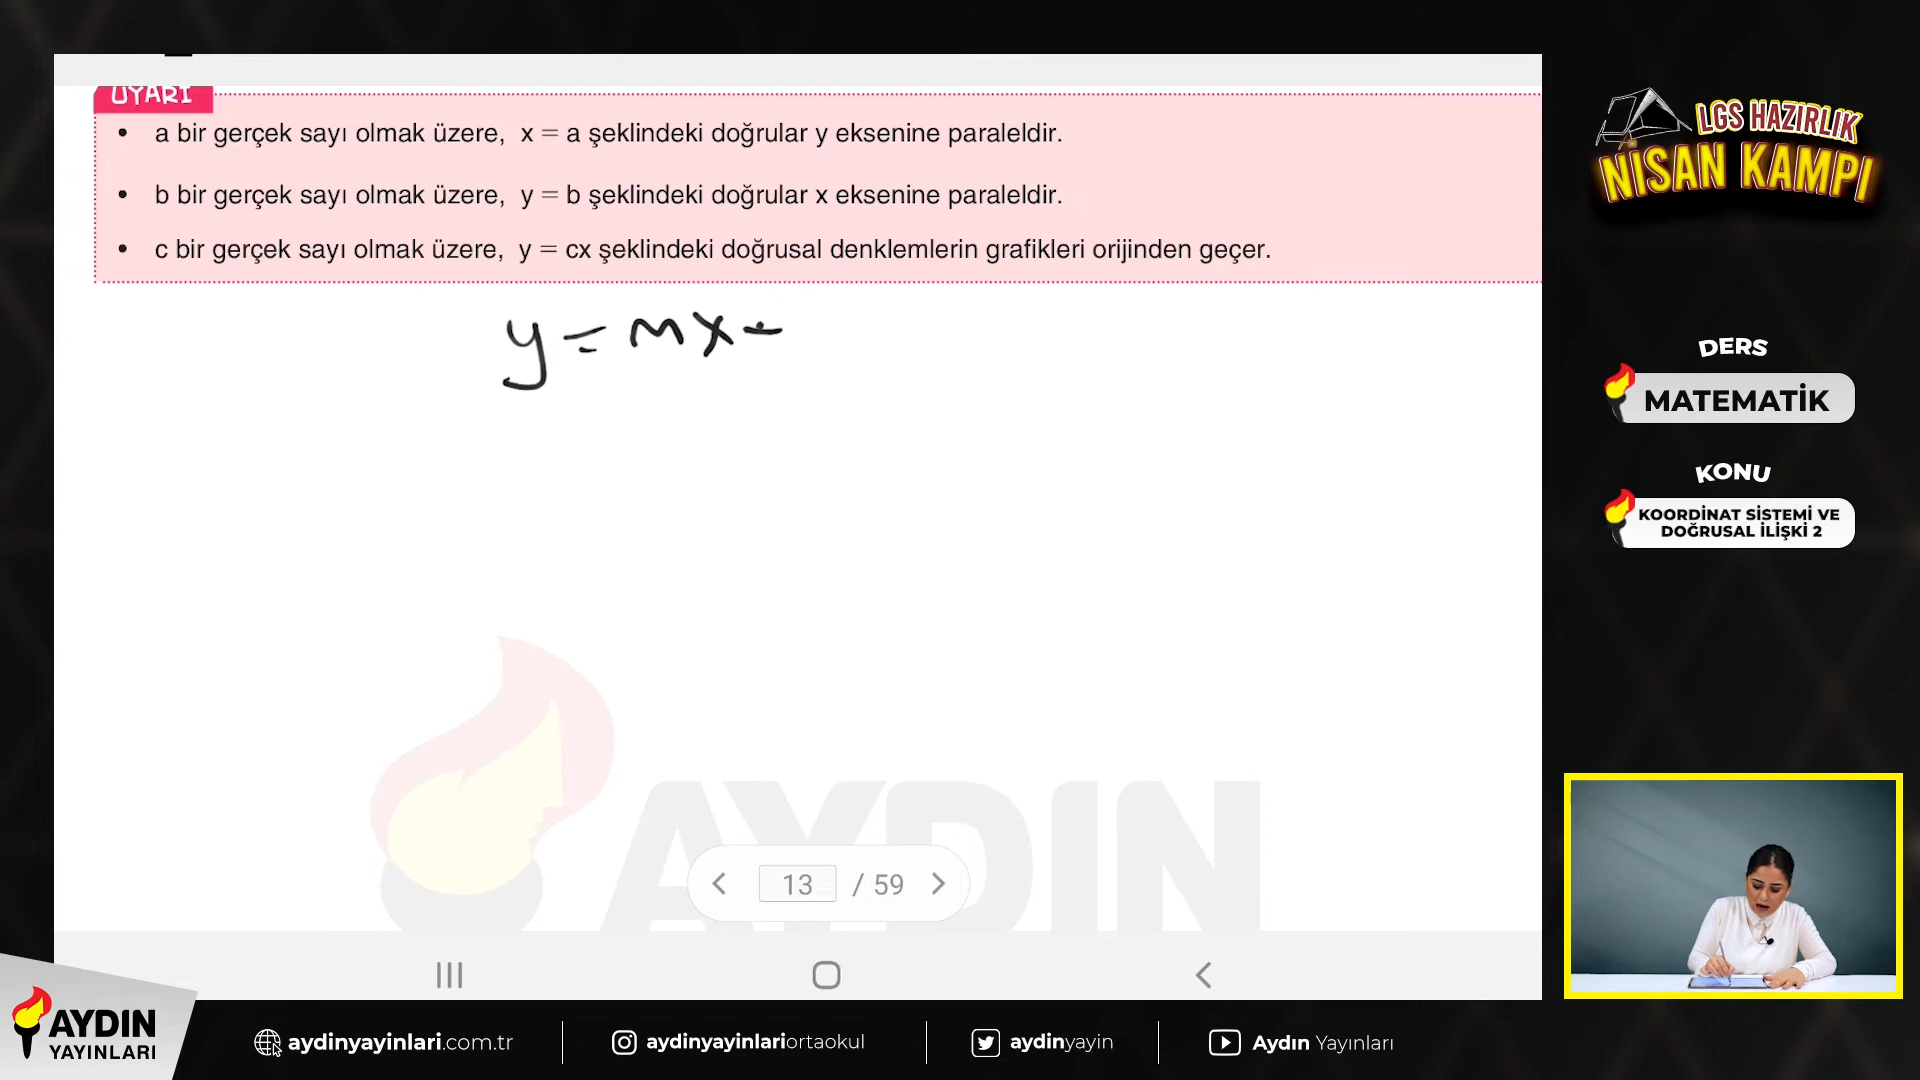 UYARI
• a bir gerçek sayı olmak üzere, x = a şeklindeki doğrular y eksenine paraleldir.
• b bir gerçek sayı olmak üzere, y = b şeklindeki doğrular x eksenine paraleldir.
• c bir gerçek sayı olmak üzere, y = cx şeklindeki doğrusal denklemlerin grafikleri orijinden geçer.
y = mx +
AYDIN
13 / 59
LGS HAZIRLIK
NİSAN KAMPI
DERS
MATEMATİK
KONU
KOORDİNAT SİSTEMİ VE
DOĞRUSAL İLİŞKİ 2
AYDIN
YAYINLARI
aydinyayinlari.com.tr
aydinyayinlariortaokul
aydinyayin
Aydın Yayınları